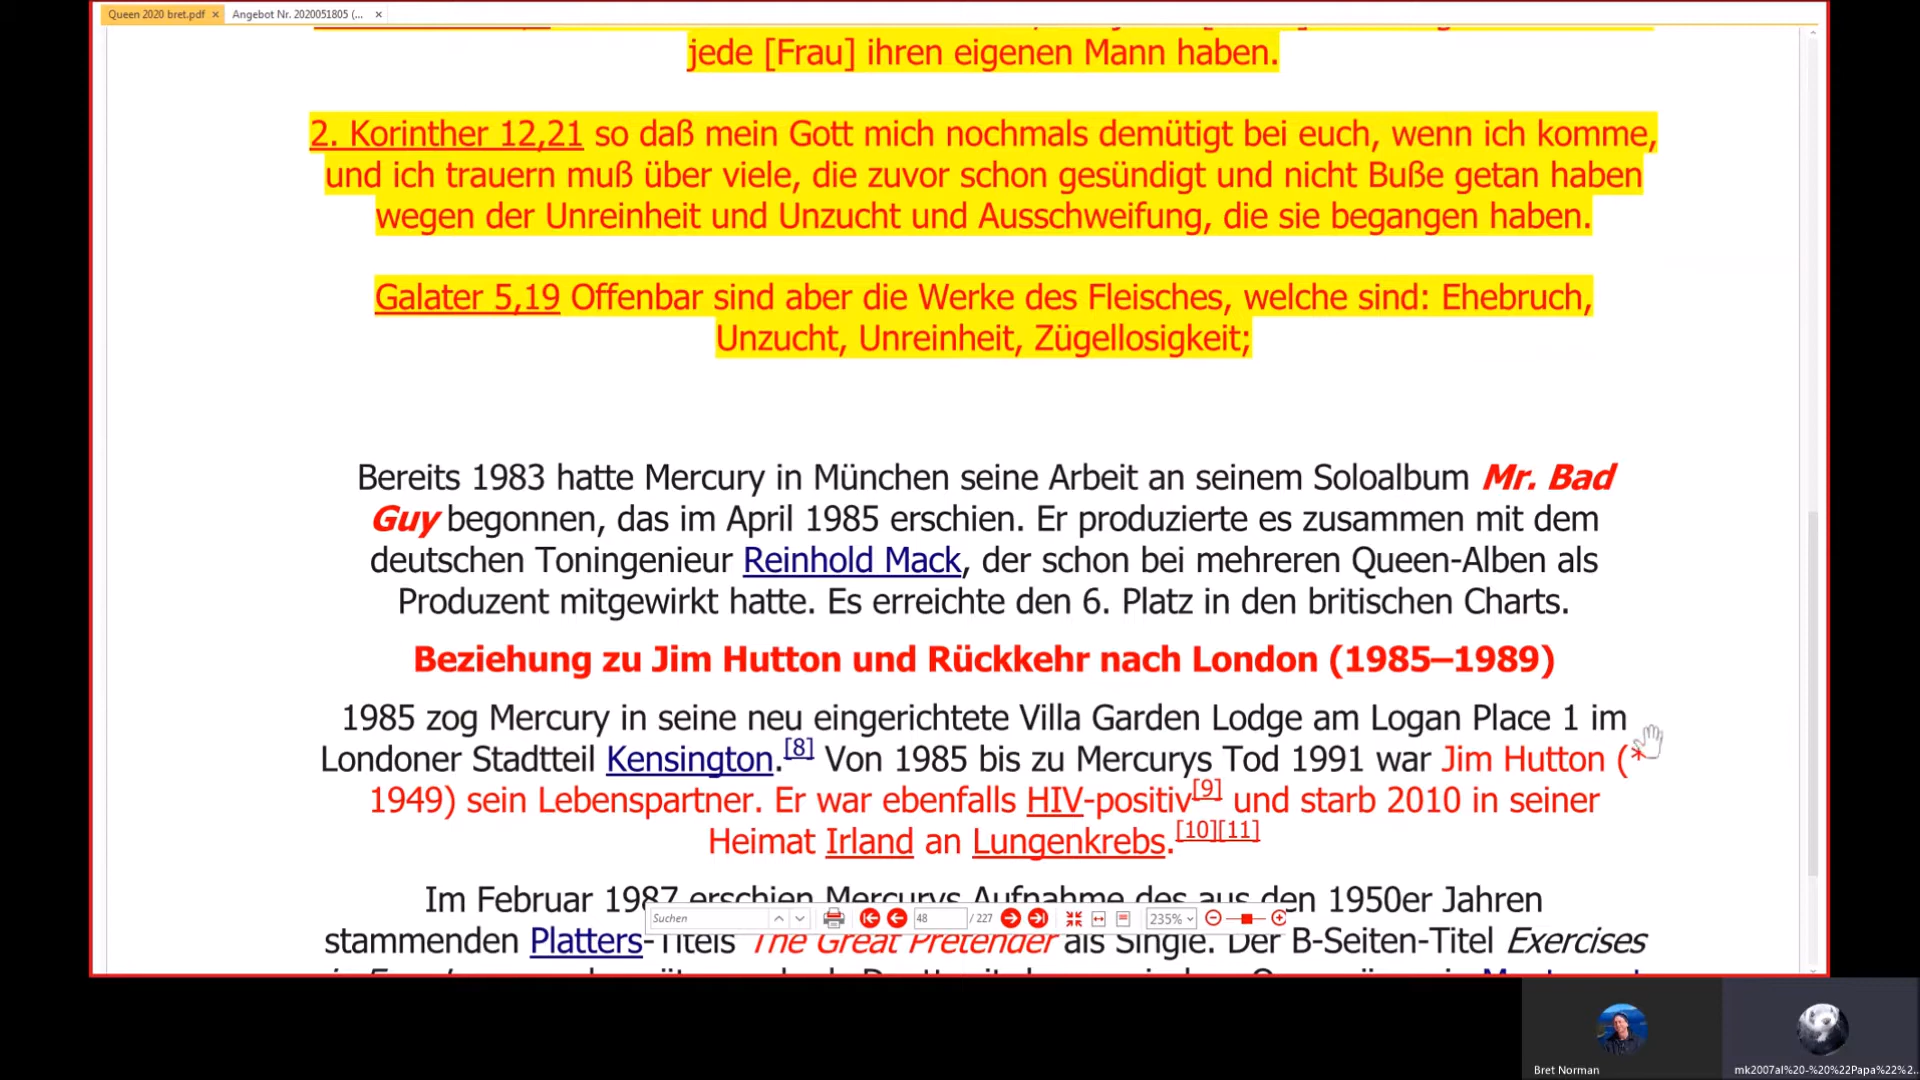 Queen 2020 bret.pdf ×
Angebot Nr. 2020051805 (... ×
jede [Frau] ihren eigenen Mann haben.
2. Korinther 12,21 so daß mein Gott mich nochmals demütigt bei euch, wenn ich komme,
und ich trauern muß über viele, die zuvor schon gesündigt und nicht Buße getan haben
wegen der Unreinheit und Unzucht und Ausschweifung, die sie begangen haben.
Galater 5,19 Offenbar sind aber die Werke des Fleisches, welche sind: Ehebruch,
Unzucht, Unreinheit, Zügellosigkeit;
Bereits 1983 hatte Mercury in München seine Arbeit an seinem Soloalbum Mr. Bad
Guy begonnen, das im April 1985 erschien. Er produzierte es zusammen mit dem
deutschen Toningenieur Reinhold Mack, der schon bei mehreren Queen-Alben als
Produzent mitgewirkt hatte. Es erreichte den 6. Platz in den britischen Charts.
Beziehung zu Jim Hutton und Rückkehr nach London (1985–1989)
1985 zog Mercury in seine neu eingerichtete Villa Garden Lodge am Logan Place 1 im
Londoner Stadtteil Kensington.[8] Von 1985 bis zu Mercurys Tod 1991 war Jim Hutton (*
1949) sein Lebenspartner. Er war ebenfalls HIV-positiv[9] und starb 2010 in seiner
Heimat Irland an Lungenkrebs.[10][11]
Im Februar 1987 erschien Mercurys Aufnahme des aus den 1950er Jahren
Suchen 48 / 227 235%
stammenden Platters-Titels The Great Pretender als Single. Der B-Seiten-Titel Exercises
Bret Norman
mk2007al%20-%20%22Papa%22%2...